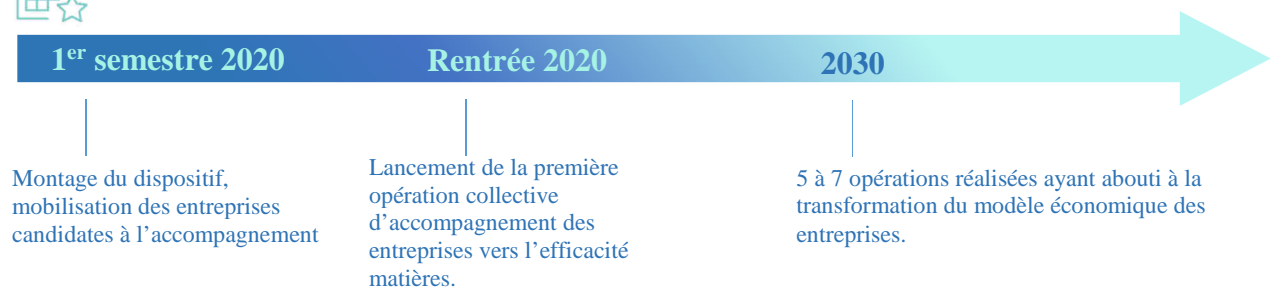 1er semestre 2020
Rentrée 2020
2030
Montage du dispositif,
mobilisation des entreprises
candidates à l’accompagnement
Lancement de la première
opération collective
d’accompagnement des
entreprises vers l’efficacité
matières.
5 à 7 opérations réalisées ayant abouti à la
transformation du modèle économique des
entreprises.